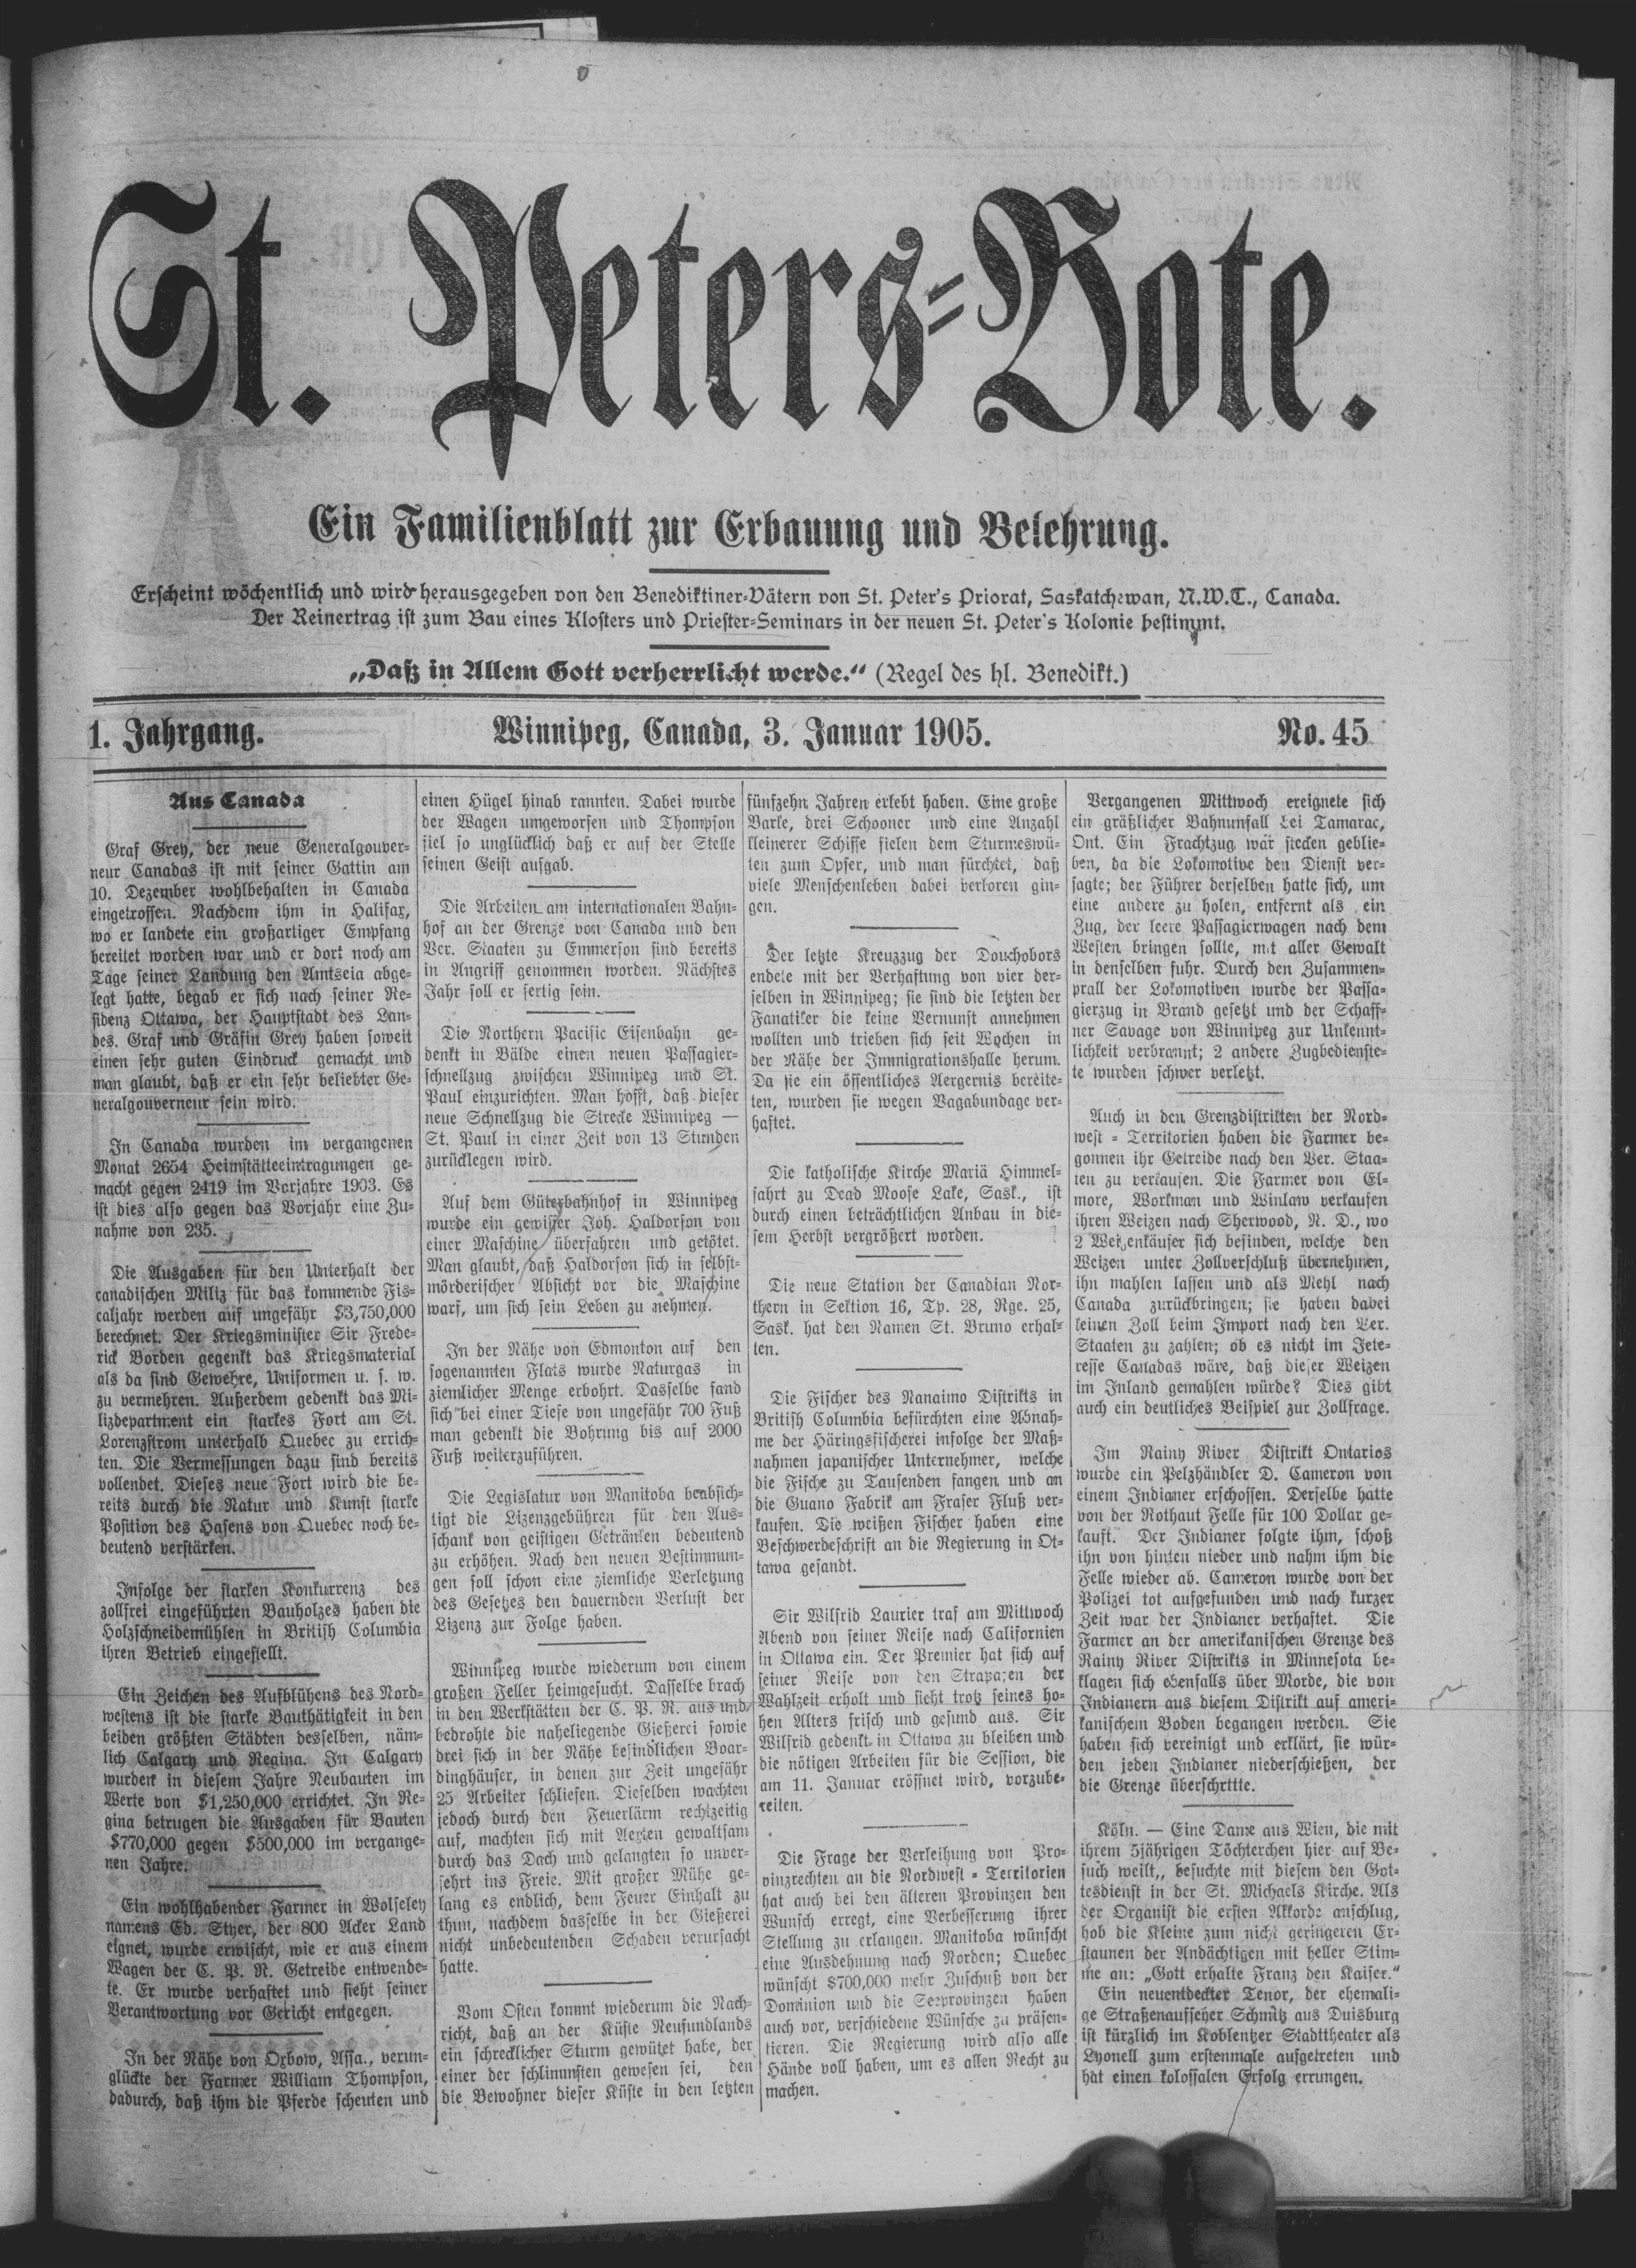 St. Peters=Bote.
Ein Familienblatt zur Erbauung und Belehrung.
Erscheint wöchentlich und wird herausgegeben von den Benediktiner=Vätern von St. Peter's Priorat, Saskatchewan, N.W.T., Canada.
Der Reinertrag ist zum Bau eines Klosters und Priester=Seminars in der neuen St. Peter's Kolonie bestimmt.
„Daß in Allem Gott verherrlicht werde.“ (Regel des hl. Benedikt.)
1. Jahrgang. Winnipeg, Canada, 3. Januar 1905. No. 45
Aus Canada
Graf Grey, der neue Generalgouver=
neur Canadas ist mit seiner Gattin am
10. Dezember wohlbehalten in Canada
eingetroffen. Nachdem ihm in Halifax,
wo er landete ein großartiger Empfang
bereitet worden war und er dort noch am
Tage seiner Landung den Amtseid abge=
legt hatte, begab er sich nach seiner Re=
sidenz Ottawa, der Hauptstadt des Lan=
des. Graf und Gräfin Grey haben soweit
einen sehr guten Eindruck gemacht und
man glaubt, daß er ein sehr beliebter Ge=
neralgouverneur sein wird.
In Canada wurden im vergangenen
Monat 2654 Heimstätteeintragungen ge=
macht gegen 2419 im Vorjahre 1903. Es
ist dies also gegen das Vorjahr eine Zu=
nahme von 235.
Die Ausgaben für den Unterhalt der
canadischen Miliz für das kommende Fis=
caljahr werden auf ungefähr $3,750,000
berechnet. Der Kriegsminister Sir Frede=
rick Borden gegenkt das Kriegsmaterial
als da sind Gewehre, Uniformen u. s. w.
zu vermehren. Außerdem gedenkt das Mi=
lizdepartment ein starkes Fort am St.
Lorenzstrom unterhalb Quebec zu errich=
ten. Die Vermessungen dazu sind bereits
vollendet. Dieses neue Fort wird die be=
reits durch die Natur und Kunst starke
Position des Hafens von Quebec noch be=
deutend verstärken.
Infolge der starken Konkurrenz des
zollfrei eingeführten Bauholzes haben die
Holzschneidemühlen in British Columbia
ihren Betrieb eingestellt.
Ein Zeichen des Aufblühens des Nord=
westens ist die starke Bauthätigkeit in den
beiden größten Städten desselben, näm=
lich Calgary und Regina. In Calgary
wurden in diesem Jahre Neubauten im
Werte von $1,250,000 errichtet. In Re=
gina betrugen die Ausgaben für Bauten
$770,000 gegen $500,000 im vergange=
nen Jahre.
Ein wohlhabender Farmer in Wolseley
namens Ed. Styer, der 800 Acker Land
eignet, wurde erwischt, wie er aus einem
Wagen der C. P. R. Getreide entwende=
te. Er wurde verhaftet und sieht seiner
Verantwortung vor Gericht entgegen.
In der Nähe von Oxbow, Assa., verun=
glückte der Farmer William Thompson,
dadurch, daß ihm die Pferde scheuten und
einen Hügel hinab rannten. Dabei wurde
der Wagen umgeworfen und Thompson
fiel so unglücklich daß er auf der Stelle
seinen Geist aufgab.
Die Arbeiten am internationalen Bahn=
hof an der Grenze von Canada und den
Ver. Staaten zu Emmerson sind bereits
in Angriff genommen worden. Nächstes
Jahr soll er fertig sein.
Die Northern Pacific Eisenbahn ge=
denkt in Bälde einen neuen Passagier=
schnellzug zwischen Winnipeg und St.
Paul einzurichten. Man hofft, daß dieser
neue Schnellzug die Strecke Winnipeg —
St. Paul in einer Zeit von 13 Stunden
zurücklegen wird.
Auf dem Güterbahnhof in Winnipeg
wurde ein gewisser Joh. Haldorson von
einer Maschine überfahren und getötet.
Man glaubt, daß Haldorson sich in selbst=
mörderischer Absicht vor die Maschine
warf, um sich sein Leben zu nehmen.
In der Nähe von Edmonton auf den
sogenannten Flats wurde Naturgas in
ziemlicher Menge erbohrt. Dasselbe fand
sich bei einer Tiefe von ungefähr 700 Fuß
man gedenkt die Bohrung bis auf 2000
Fuß weiterzuführen.
Die Legislatur von Manitoba beabsich=
tigt die Lizenzgebühren für den Aus=
schank von geistigen Getränken bedeutend
zu erhöhen. Nach den neuen Bestimmun=
gen soll schon eine ziemliche Verletzung
des Gesetzes den dauernden Verlust der
Lizenz zur Folge haben.
Winnipeg wurde wiederum von einem
großen Feller heimgesucht. Dasselbe brach
in den Werkstätten der C. P. R. aus und
bedrohte die naheliegende Gießerei sowie
drei sich in der Nähe befindlichen Boar=
dinghäuser, in denen zur Zeit ungefähr
25 Arbeiter schliefen. Dieselben wachten
jedoch durch den Feuerlärm rechtzeitig
auf, machten sich mit Aexten gewaltsam
durch das Dach und gelangten so unver=
sehrt ins Freie. Mit großer Mühe ge=
lang es endlich, dem Feuer Einhalt zu
thun, nachdem dasselbe in der Gießerei
nicht unbedeutenden Schaden verursacht
hatte.
Vom Osten kommt wiederum die Nach=
richt, daß an der Küste Neufundlands
ein schrecklicher Sturm gewütet habe, der
einer der schlimmsten gewesen sei, den
die Bewohner dieser Küste in den letzten
fünfzehn Jahren erlebt haben. Eine große
Barke, drei Schooner und eine Anzahl
kleinerer Schiffe fielen dem Sturmeswü=
ten zum Opfer, und man fürchtet, daß
viele Menschenleben dabei verloren gin=
gen.
Der letzte Kreuzzug der Douchobors
endete mit der Verhaftung von vier der=
selben in Winnipeg; sie sind die letzten der
Fanatiker die keine Vernunft annehmen
wollten und trieben sich seit Wochen in
der Nähe der Immigrationshalle herum.
Da sie ein öffentliches Aergernis bereite=
ten, wurden sie wegen Vagabundage ver=
haftet.
Die katholische Kirche Mariä Himmel=
fahrt zu Dead Moose Lake, Sask., ist
durch einen beträchtlichen Anbau in die=
sem Herbst vergrößert worden.
Die neue Station der Canadian Nor=
thern in Sektion 16, Tp. 28, Rge. 25,
Sask. hat den Namen St. Bruno erhal=
ten.
Die Fischer des Nanaimo Distrikts in
British Columbia befürchten eine Abnah=
me der Häringsfischerei infolge der Maß=
nahmen japanischer Unternehmer, welche
die Fische zu Tausenden fangen und an
die Guano Fabrik am Fraser Fluß ver=
kaufen. Die weißen Fischer haben eine
Beschwerdeschrift an die Regierung in Ot=
tawa gesandt.
Sir Wilfrid Laurier traf am Mittwoch
Abend von seiner Reise nach Californien
in Ottawa ein. Der Premier hat sich auf
seiner Reise von den Strapazen der
Wahlzeit erholt und sieht trotz seines ho=
hen Alters frisch und gesund aus. Sir
Wilfrid gedenkt in Ottawa zu bleiben und
die nötigen Arbeiten für die Session, die
am 11. Januar eröffnet wird, vorzube=
reiten.
Die Frage der Verleihung von Pro=
vinzrechten an die Nordwest = Territorien
hat auch bei den älteren Provinzen den
Wunsch erregt, eine Verbesserung ihrer
Stellung zu erlangen. Manitoba wünscht
eine Ausdehnung nach Norden; Quebec
wünscht $700,000 mehr Zuschuß von der
Dominion und die Seeprovinzen haben
auch vor, verschiedene Wünsche zu präsen=
tieren. Die Regierung wird also alle
Hände voll haben, um es allen Recht zu
machen.
Vergangenen Mittwoch ereignete sich
ein gräßlicher Bahnunfall bei Tamarac,
Ont. Ein Frachtzug war stecken geblie=
ben, da die Lokomotive den Dienst ver=
sagte; der Führer derselben hatte sich, um
eine andere zu holen, entfernt als ein
Zug, der leere Passagierwagen nach dem
Westen bringen sollte, mit aller Gewalt
in denselben fuhr. Durch den Zusammen=
prall der Lokomotiven wurde der Passa=
gierzug in Brand gesetzt und der Schaff=
ner Savage von Winnipeg zur Unkennt=
lichkeit verbrannt; 2 andere Zugbedienste=
te wurden schwer verletzt.
Auch in den Grenzdistrikten der Nord=
west = Territorien haben die Farmer be=
gonnen ihr Getreide nach den Ver. Staa=
ten zu verkaufen. Die Farmer von El=
more, Workman und Winlaw verkaufen
ihren Weizen nach Sherwood, N. D., wo
2 Weizenkäufer sich befinden, welche den
Weizen unter Zollverschluß übernehmen,
ihn mahlen lassen und als Mehl nach
Canada zurückbringen; sie haben dabei
keinen Zoll beim Import nach den Ver.
Staaten zu zahlen; ob es nicht im Jete=
resse Canadas wäre, daß dieser Weizen
im Inland gemahlen würde? Dies gibt
auch ein deutliches Beispiel zur Zollfrage.
Im Rainy River Distrikt Ontarios
wurde ein Pelzhändler D. Cameron von
einem Indianer erschossen. Derselbe hatte
von der Rothaut Felle für 100 Dollar ge=
kauft. Der Indianer folgte ihm, schoß
ihn von hinten nieder und nahm ihm die
Felle wieder ab. Cameron wurde von der
Polizei tot aufgefunden und nach kurzer
Zeit war der Indianer verhaftet. Die
Farmer an der amerikanischen Grenze des
Rainy River Distrikts in Minnesota be=
klagen sich ebenfalls über Morde, die von
Indianern aus diesem Distrikt auf ameri=
kanischem Boden begangen werden. Sie
haben sich vereinigt und erklärt, sie wür=
den jeden Indianer niederschießen, der
die Grenze überschrttte.
Köln. — Eine Dame aus Wien, die mit
ihrem 5jährigen Töchterchen hier auf Be=
such weilt,, besuchte mit diesem den Got=
tesdienst in der St. Michaels Kirche. Als
der Organist die ersten Akkorde anschlug,
hob die Kleine zum nicht geringeren Er=
staunen der Andächtigen mit heller Stim=
me an: „Gott erhalte Franz den Kaiser.“
Ein neuentdeckter Tenor, der ehemali=
ge Straßenaufseher Schmitz aus Duisburg
ist kürzlich im Koblentzer Stadttheater als
Lyonell zum erstenmale aufgetreten und
hat einen kolossalen Erfolg errungen.